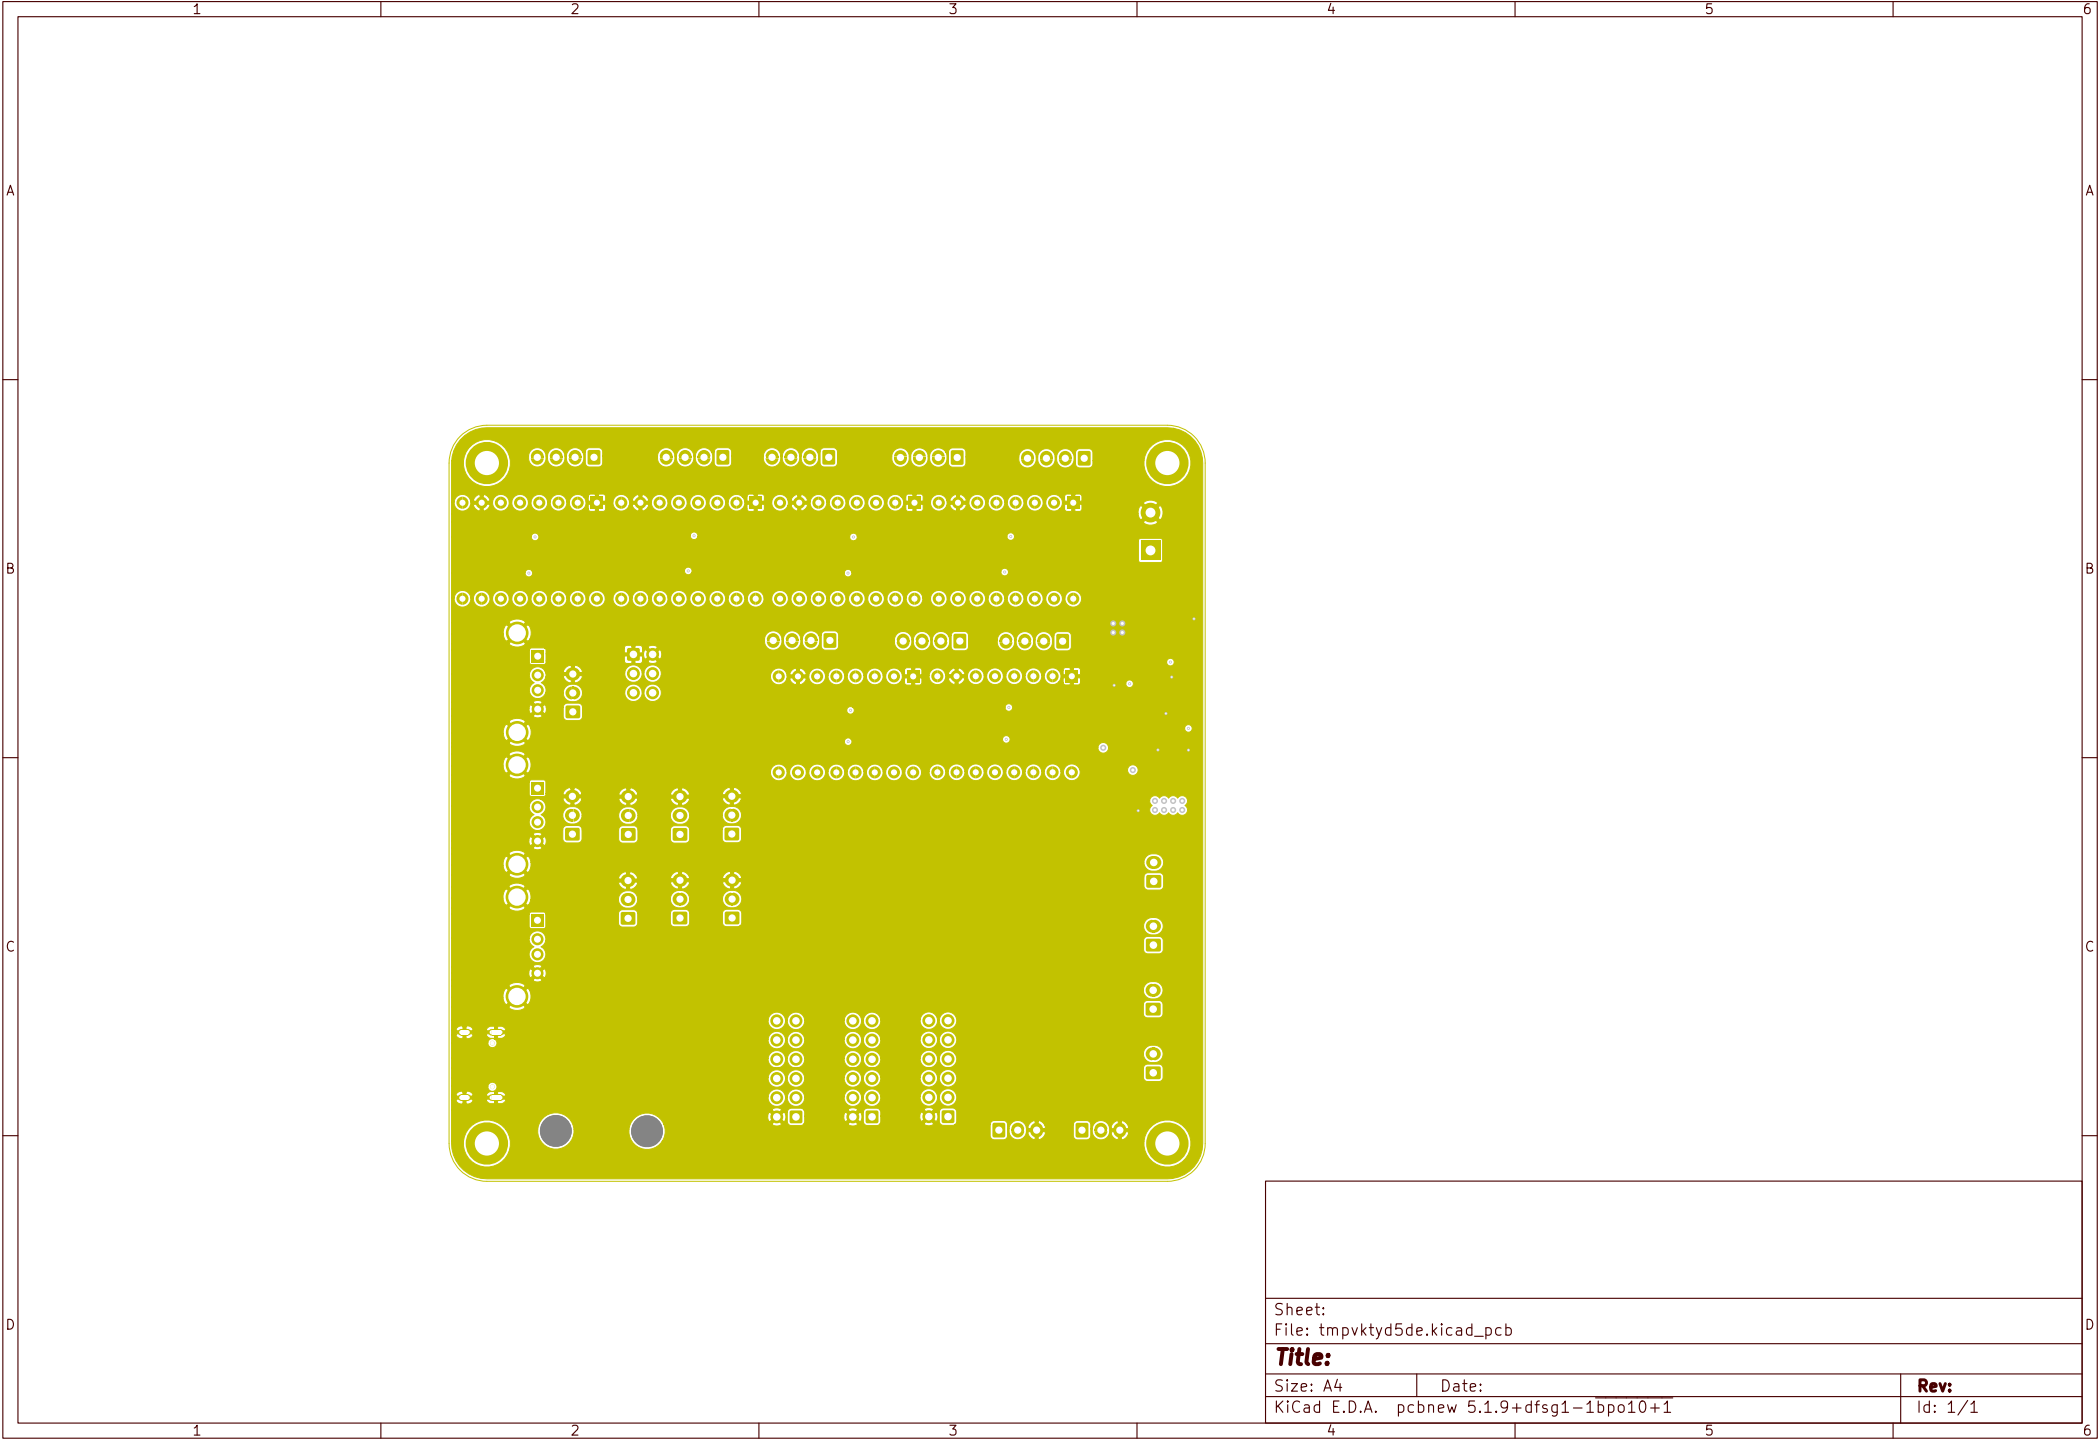 1 2 3 4 5 6
A A
B B
C C
D D
Sheet:
File: tmpvktyd5de.kicad_pcb
Title:
Size: A4 Date: Rev:
KiCad E.D.A. pcbnew 5.1.9+dfsg1-1bpo10+1 Id: 1/1
1 2 3 4 5 6